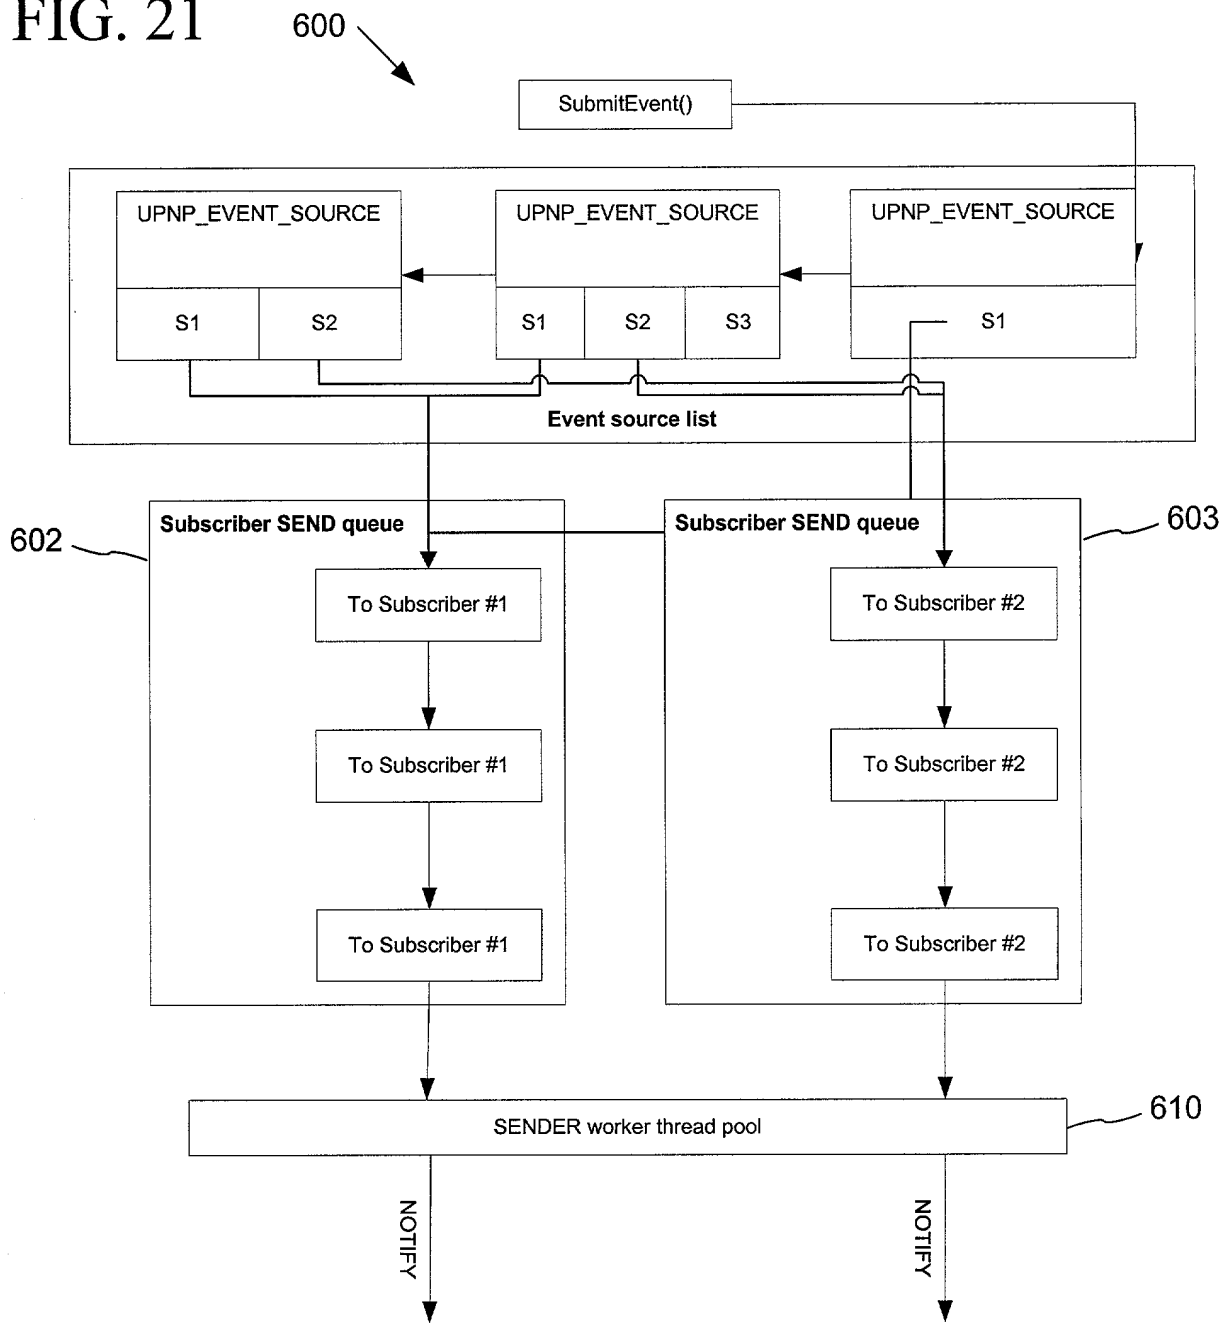 FIG. 21
600
SubmitEvent()
UPNP_EVENT_SOURCE
UPNP_EVENT_SOURCE
UPNP_EVENT_SOURCE
S1
S2
S1
S2
S3
S1
Event source list
Subscriber SEND queue
Subscriber SEND queue
602
603
To Subscriber #1
To Subscriber #2
To Subscriber #1
To Subscriber #2
To Subscriber #1
To Subscriber #2
SENDER worker thread pool
610
NOTIFY
NOTIFY